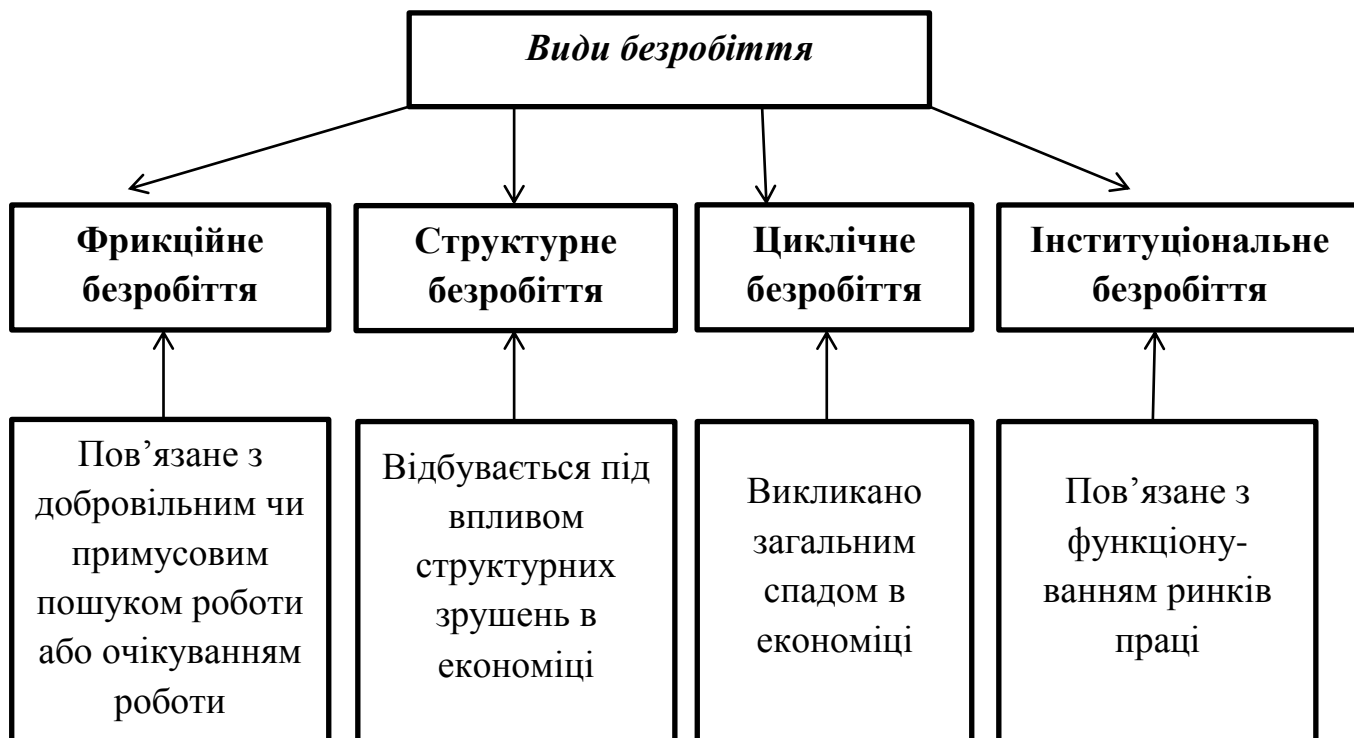 Види безробіття
Фрикційне
безробіття
Структурне
безробіття
Циклічне
безробіття
Інституціональне
безробіття
Пов’язане з
добровільним чи
примусовим
пошуком роботи
або очікуванням
роботи
Відбувається під
впливом
структурних
зрушень в
економіці
Викликано
загальним
спадом в
економіці
Пов’язане з
функціону-
ванням ринків
праці